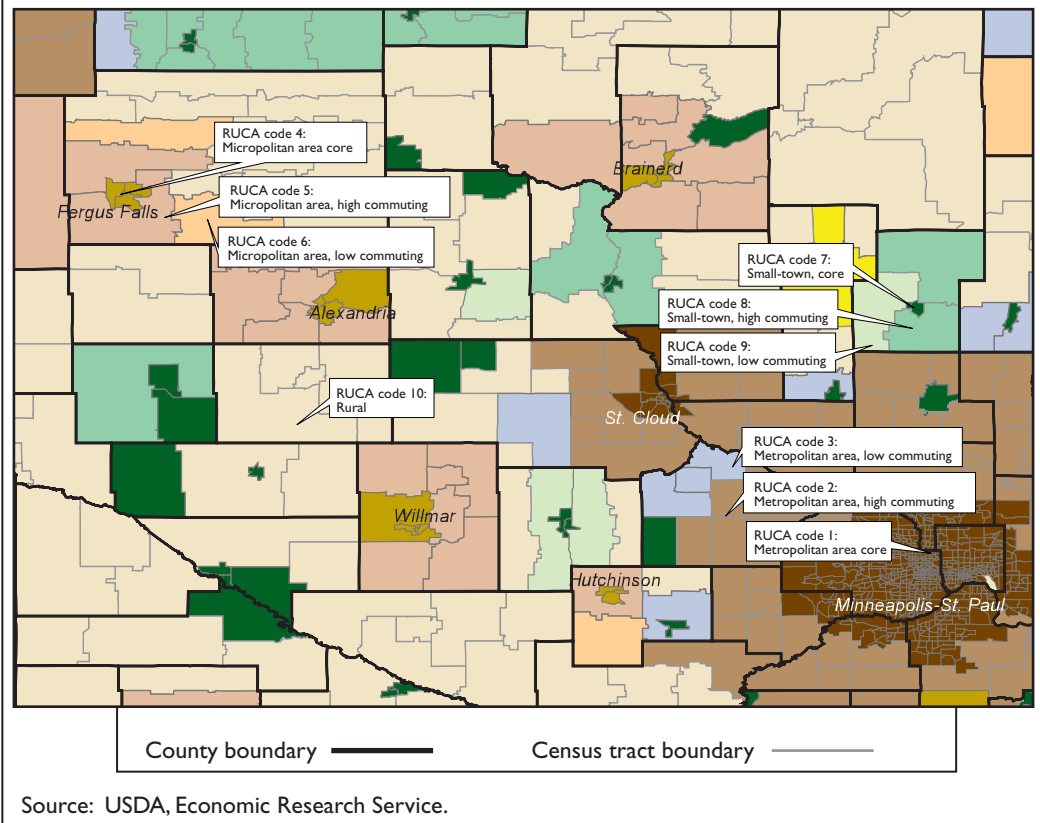 RUCA code 4:
Micropolitan area core
Brainerd
RUCA code 5:
Micropolitan area, high commuting
Fergus Falls
RUCA code 6:
Micropolitan area, low commuting
RUCA code 7:
Small-town, core
RUCA code 8:
Small-town, high commuting
Alexandria
RUCA code 9:
Small-town, low commuting
RUCA code 10:
Rural
St. Cloud
RUCA code 3:
Metropolitan area, low commuting
RUCA code 2:
Metropolitan area, high commuting
Willmar
RUCA code 1:
Metropolitan area core
Hutchinson
Minneapolis-St. Paul
County boundary
Census tract boundary
Source: USDA, Economic Research Service.